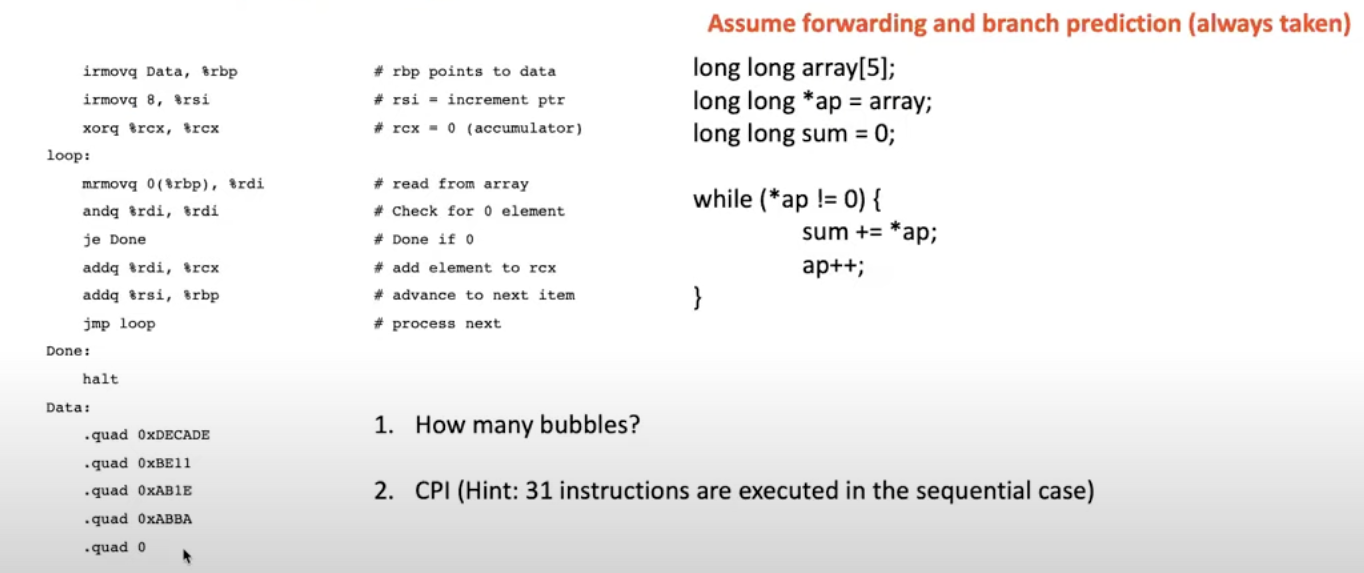 Assume forwarding and branch prediction (always taken)
irmovq Data, %rbp # rbp points to data
irmovq 8, %rsi # rsi = increment ptr
xorq %rcx, %rcx # rcx = 0 (accumulator)
loop:
mrmovq 0(%rbp), %rdi # read from array
andq %rdi, %rdi # Check for 0 element
je Done # Done if 0
addq %rdi, %rcx # add element to rcx
addq %rsi, %rbp # advance to next item
jmp loop # process next
Done:
halt
Data:
.quad 0xDECADE
.quad 0xBE11
.quad 0xAB1E
.quad 0xABBA
.quad 0
long long array[5];
long long *ap = array;
long long sum = 0;
while (*ap != 0) {
sum += *ap;
ap++;
}
1. How many bubbles?
2. CPI (Hint: 31 instructions are executed in the sequential case)